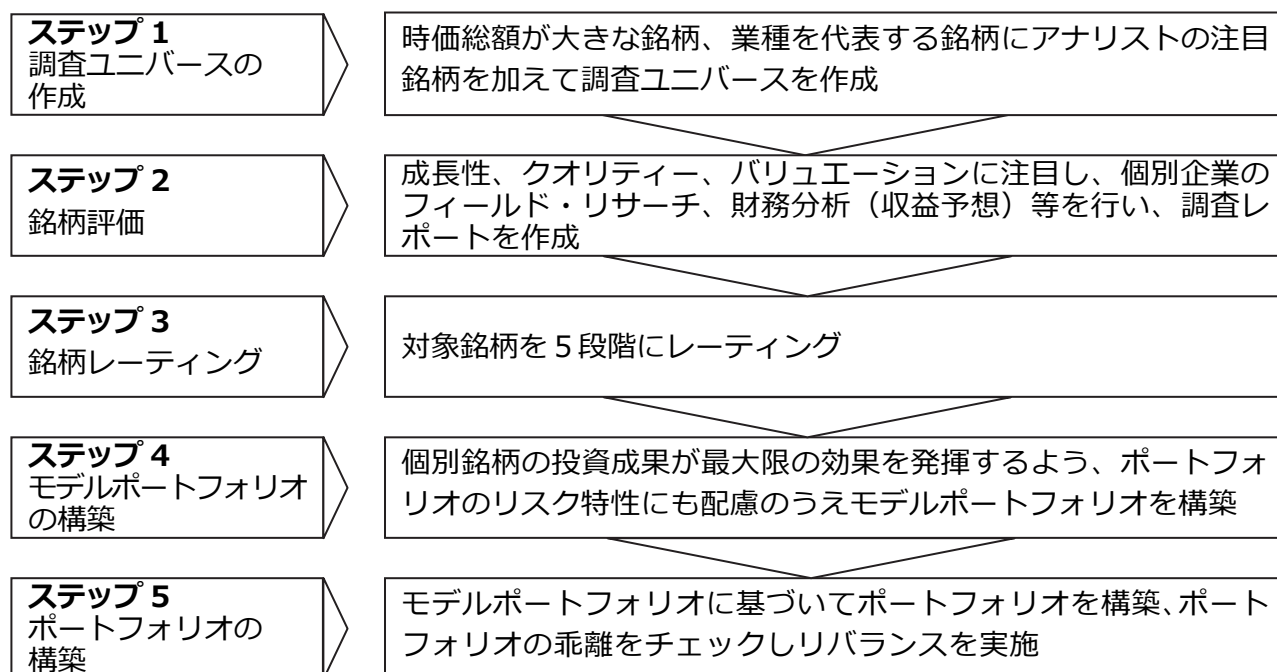 ステップ 1
調査ユニバースの
作成
時価総額が大きな銘柄、業種を代表する銘柄にアナリストの注目
銘柄を加えて調査ユニバースを作成
ステップ 2
銘柄評価
成長性、クオリティー、バリュエーションに注目し、個別企業の
フィールド・リサーチ、財務分析（収益予想）等を行い、調査レ
ポートを作成
ステップ 3
銘柄レーティング
対象銘柄を５段階にレーティング
ステップ 4
モデルポートフォリオ
の構築
個別銘柄の投資成果が最大限の効果を発揮するよう、ポートフォ
リオのリスク特性にも配慮のうえモデルポートフォリオを構築
ステップ 5
ポートフォリオの
構築
モデルポートフォリオに基づいてポートフォリオを構築、ポート
フォリオの乖離をチェックしリバランスを実施